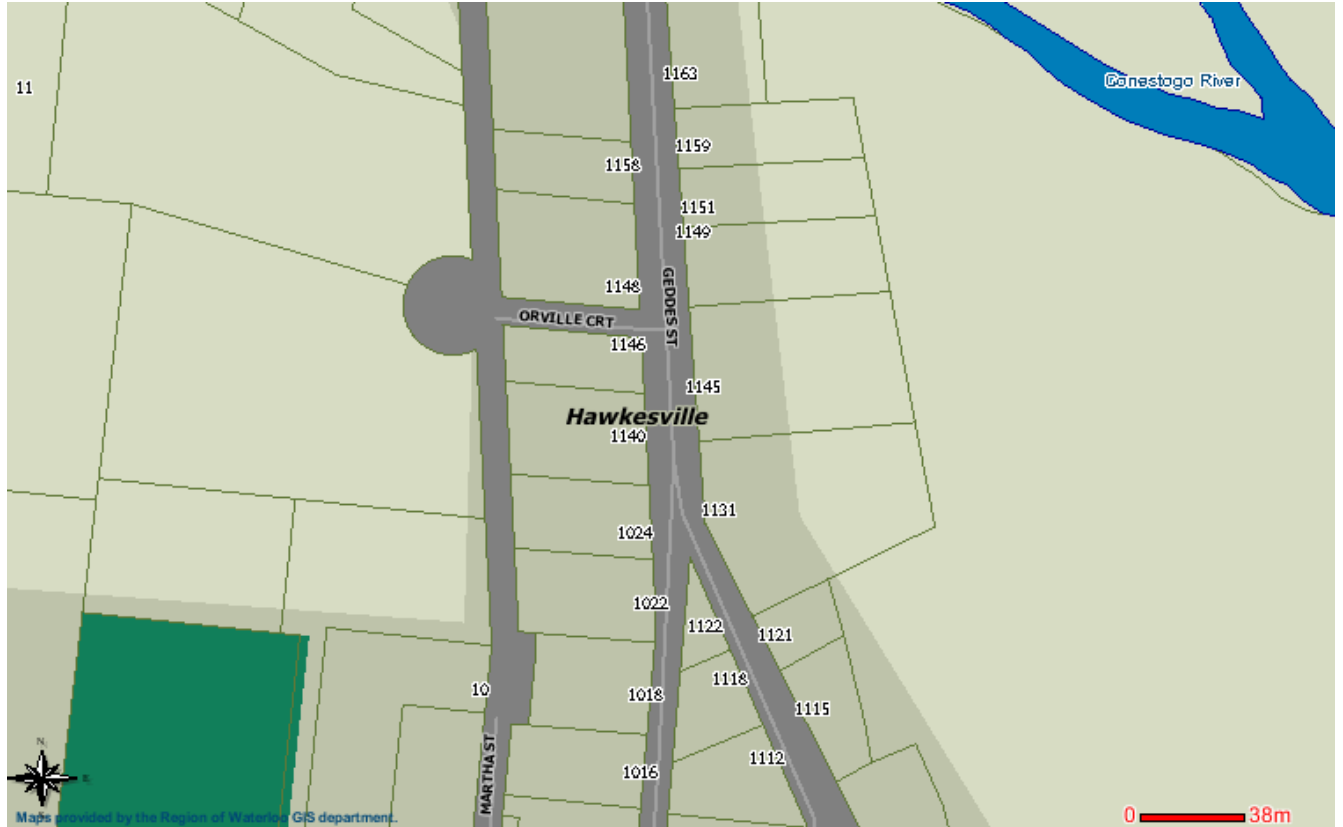 1163
11
Conestogo River
1159
1158
1151
1149
1148
GEDDES ST
ORVILLE CRT
1146
1145
Hawkesville
1140
1131
1024
1022
1122
1121
1118
10
1018
1115
N
1112
MARTHA ST
1016
E
Maps provided by the Region of Waterloo GIS department.
0 38m